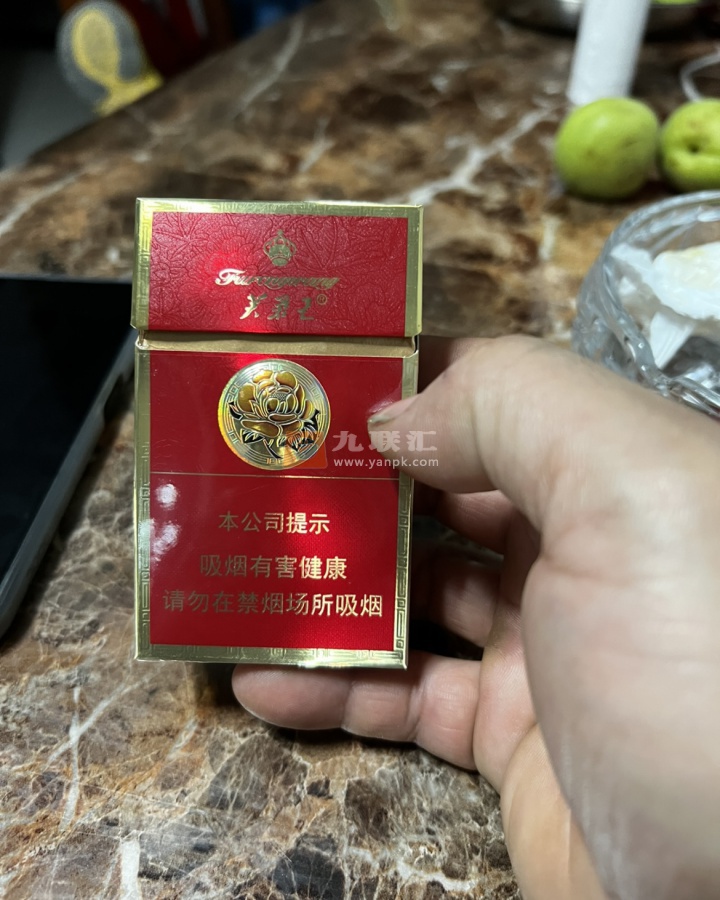 Furongwang
芙蓉王
九联汇
www.yanpk.com
本公司提示
吸烟有害健康
请勿在禁烟场所吸烟